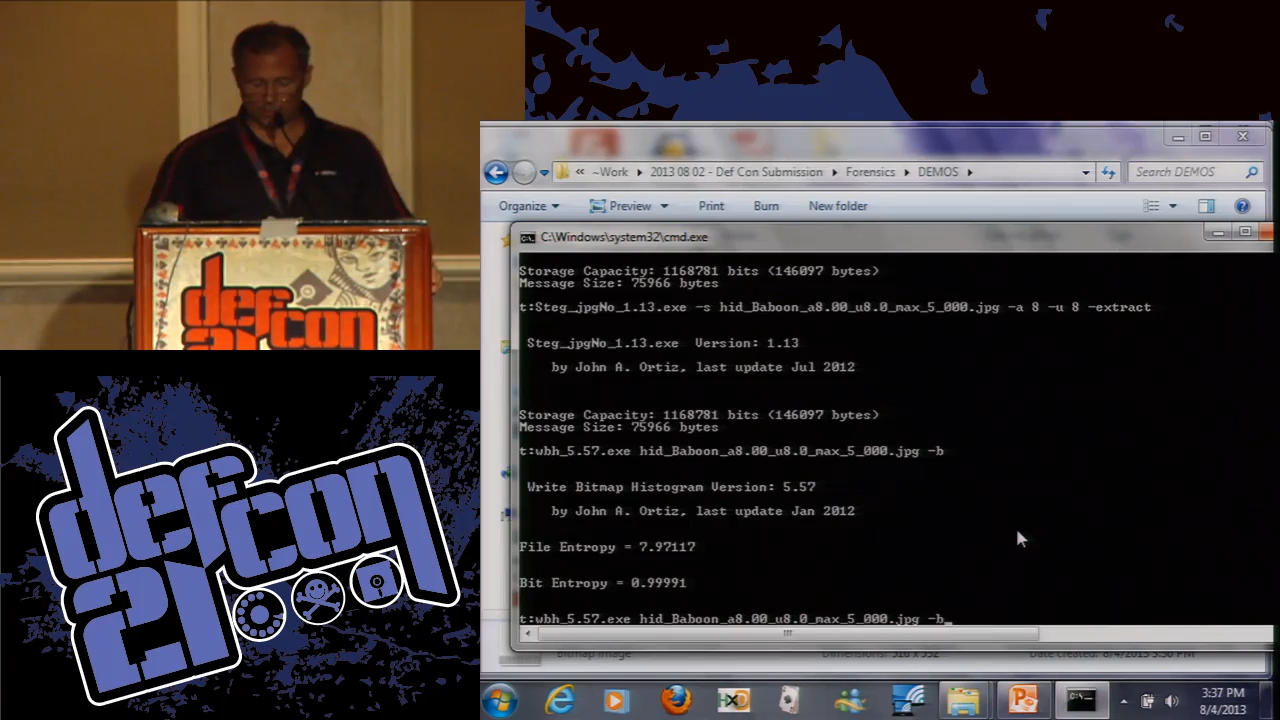 def
con
21
def
con
21
~Work
2013 08 02 - Def Con Submission
Forensics
DEMOS
Search DEMOS
Organize
Preview
Print
Burn
New folder
C:\Windows\system32\cmd.exe
Storage Capacity: 1168781 bits (146097 bytes)
Message Size: 75966 bytes
t:Steg_jpgNo_1.13.exe -s hid_Baboon_a8.00_u8.0_max_5_000.jpg -a 8 -u 8 -extract
Steg_jpgNo_1.13.exe Version: 1.13
by John A. Ortiz, last update Jul 2012
Storage Capacity: 1168781 bits (146097 bytes)
Message Size: 75966 bytes
t:wbh_5.57.exe hid_Baboon_a8.00_u8.0_max_5_000.jpg -b
Write Bitmap Histogram Version: 5.57
by John A. Ortiz, last update Jan 2012
File Entropy = 7.97117
Bit Entropy = 0.99991
t:wbh_5.57.exe hid_Baboon_a8.00_u8.0_max_5_000.jpg -b_
3:37 PM
8/4/2013